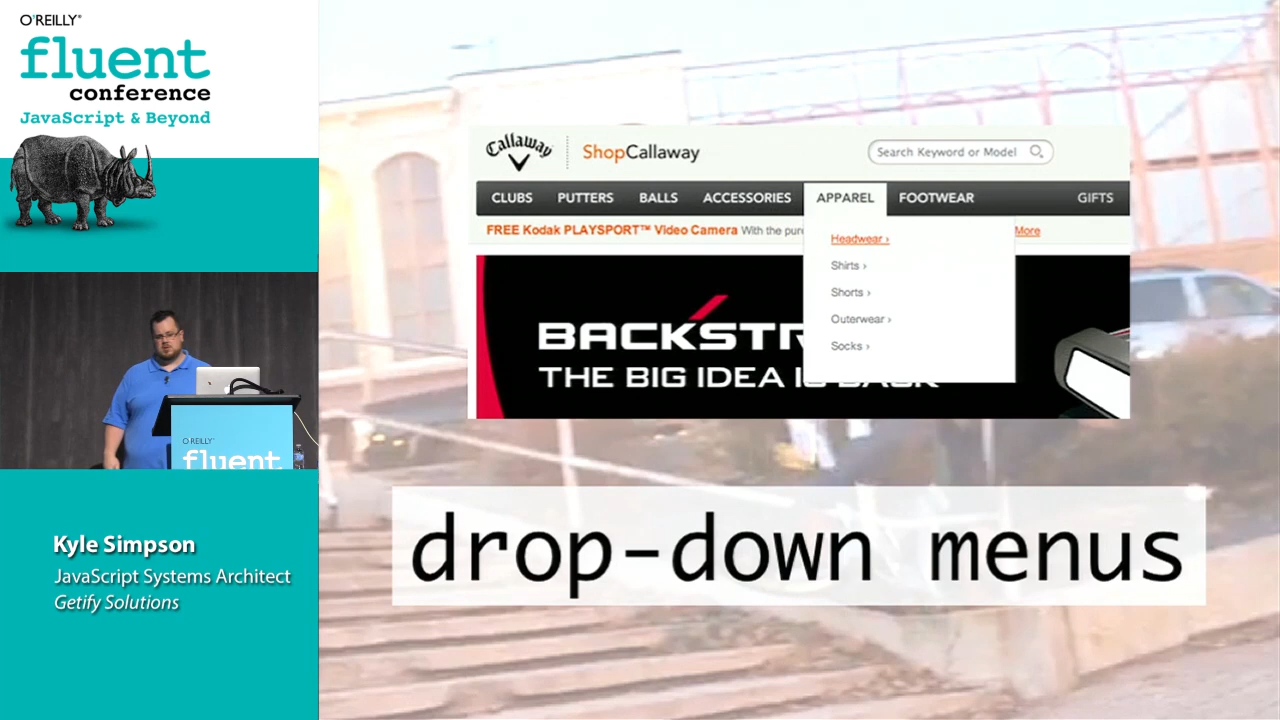 O'REILLY®
fluent
conference
JavaScript & Beyond
O'REILLY®
fluent
Kyle Simpson
JavaScript Systems Architect
Getify Solutions
Callaway
ShopCallaway
Search Keyword or Model
CLUBS PUTTERS BALLS ACCESSORIES APPAREL FOOTWEAR GIFTS
FREE Kodak PLAYSPORT™ Video Camera With the More
Headwear ›
Shirts ›
Shorts ›
Outerwear ›
Socks ›
THE BIG IDEA
drop-down menus